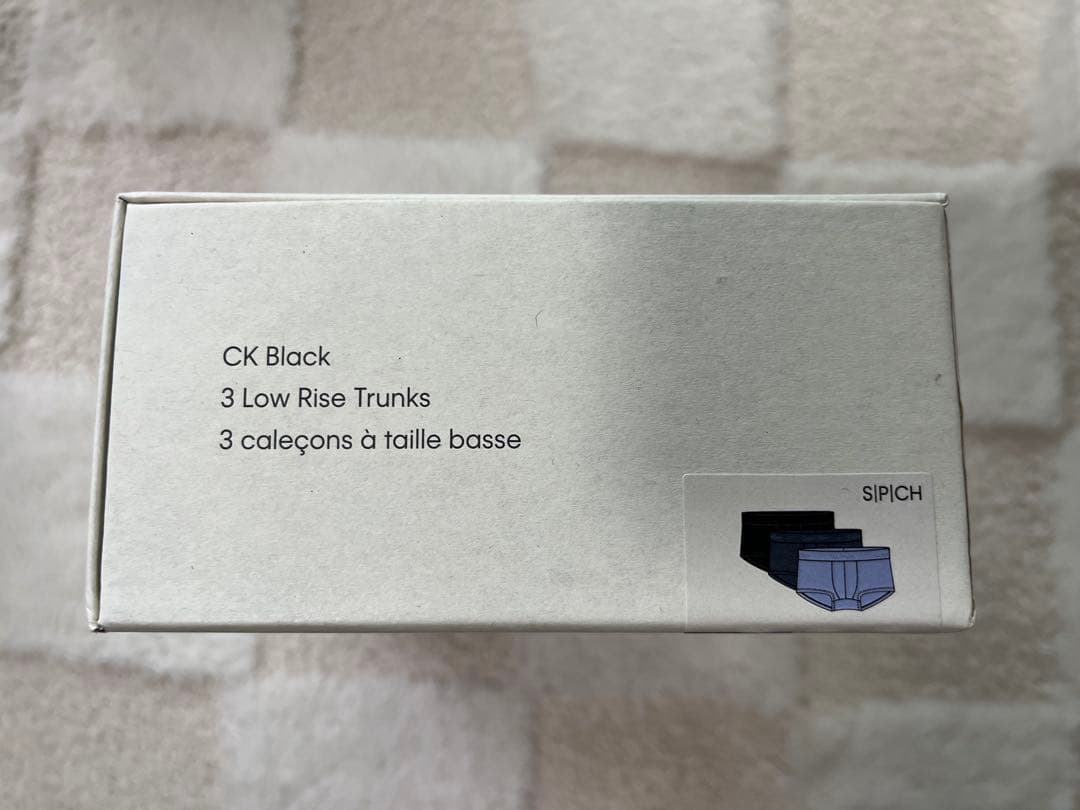 CK Black
3 Low Rise Trunks
3 caleçons à taille basse
S|P|CH